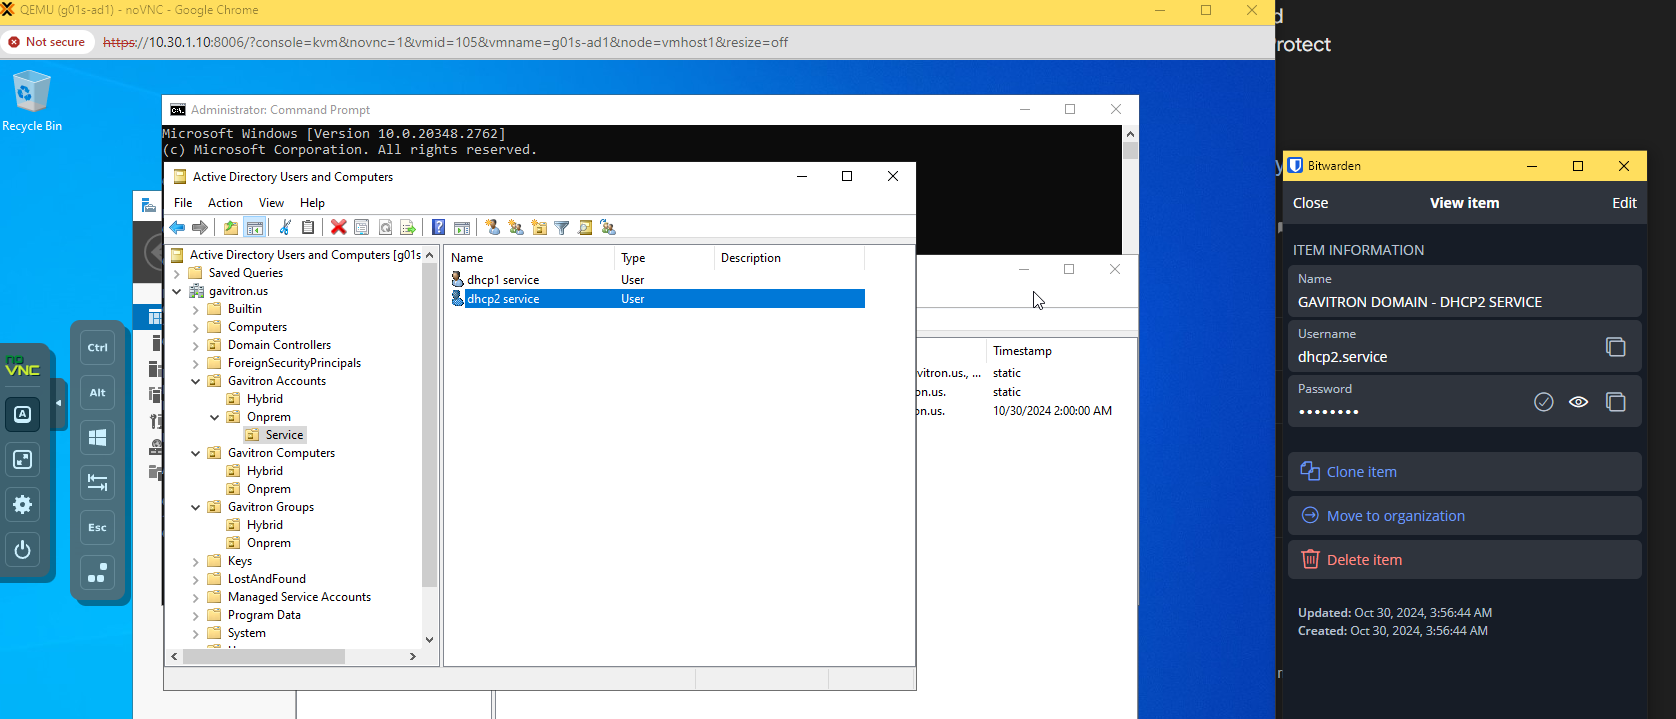 QEMU (g01s-ad1) - noVNC - Google Chrome
Not secure https://10.30.1.10:8006/?console=kvm&novnc=1&vmid=105&vmname=g01s-ad1&node=vmhost1&resize=off
Protect
Recycle Bin
Administrator: Command Prompt
Microsoft Windows [Version 10.0.20348.2762]
(c) Microsoft Corporation. All rights reserved.
Active Directory Users and Computers
File Action View Help
Active Directory Users and Computers [g01s
Saved Queries
gavitron.us
Builtin
Computers
Domain Controllers
ForeignSecurityPrincipals
Gavitron Accounts
Hybrid
Onprem
Service
Gavitron Computers
Hybrid
Onprem
Gavitron Groups
Hybrid
Onprem
Keys
LostAndFound
Managed Service Accounts
Program Data
System
Name Type Description
dhcp1 service User
dhcp2 service User
Timestamp
vitron.us., ... static
on.us. static
on.us. 10/30/2024 2:00:00 AM
no
VNC
A
Ctrl
Alt
Esc
Bitwarden
Close View item Edit
ITEM INFORMATION
Name
GAVITRON DOMAIN - DHCP2 SERVICE
Username
dhcp2.service
Password
••••••••
Clone item
Move to organization
Delete item
Updated: Oct 30, 2024, 3:56:44 AM
Created: Oct 30, 2024, 3:56:44 AM